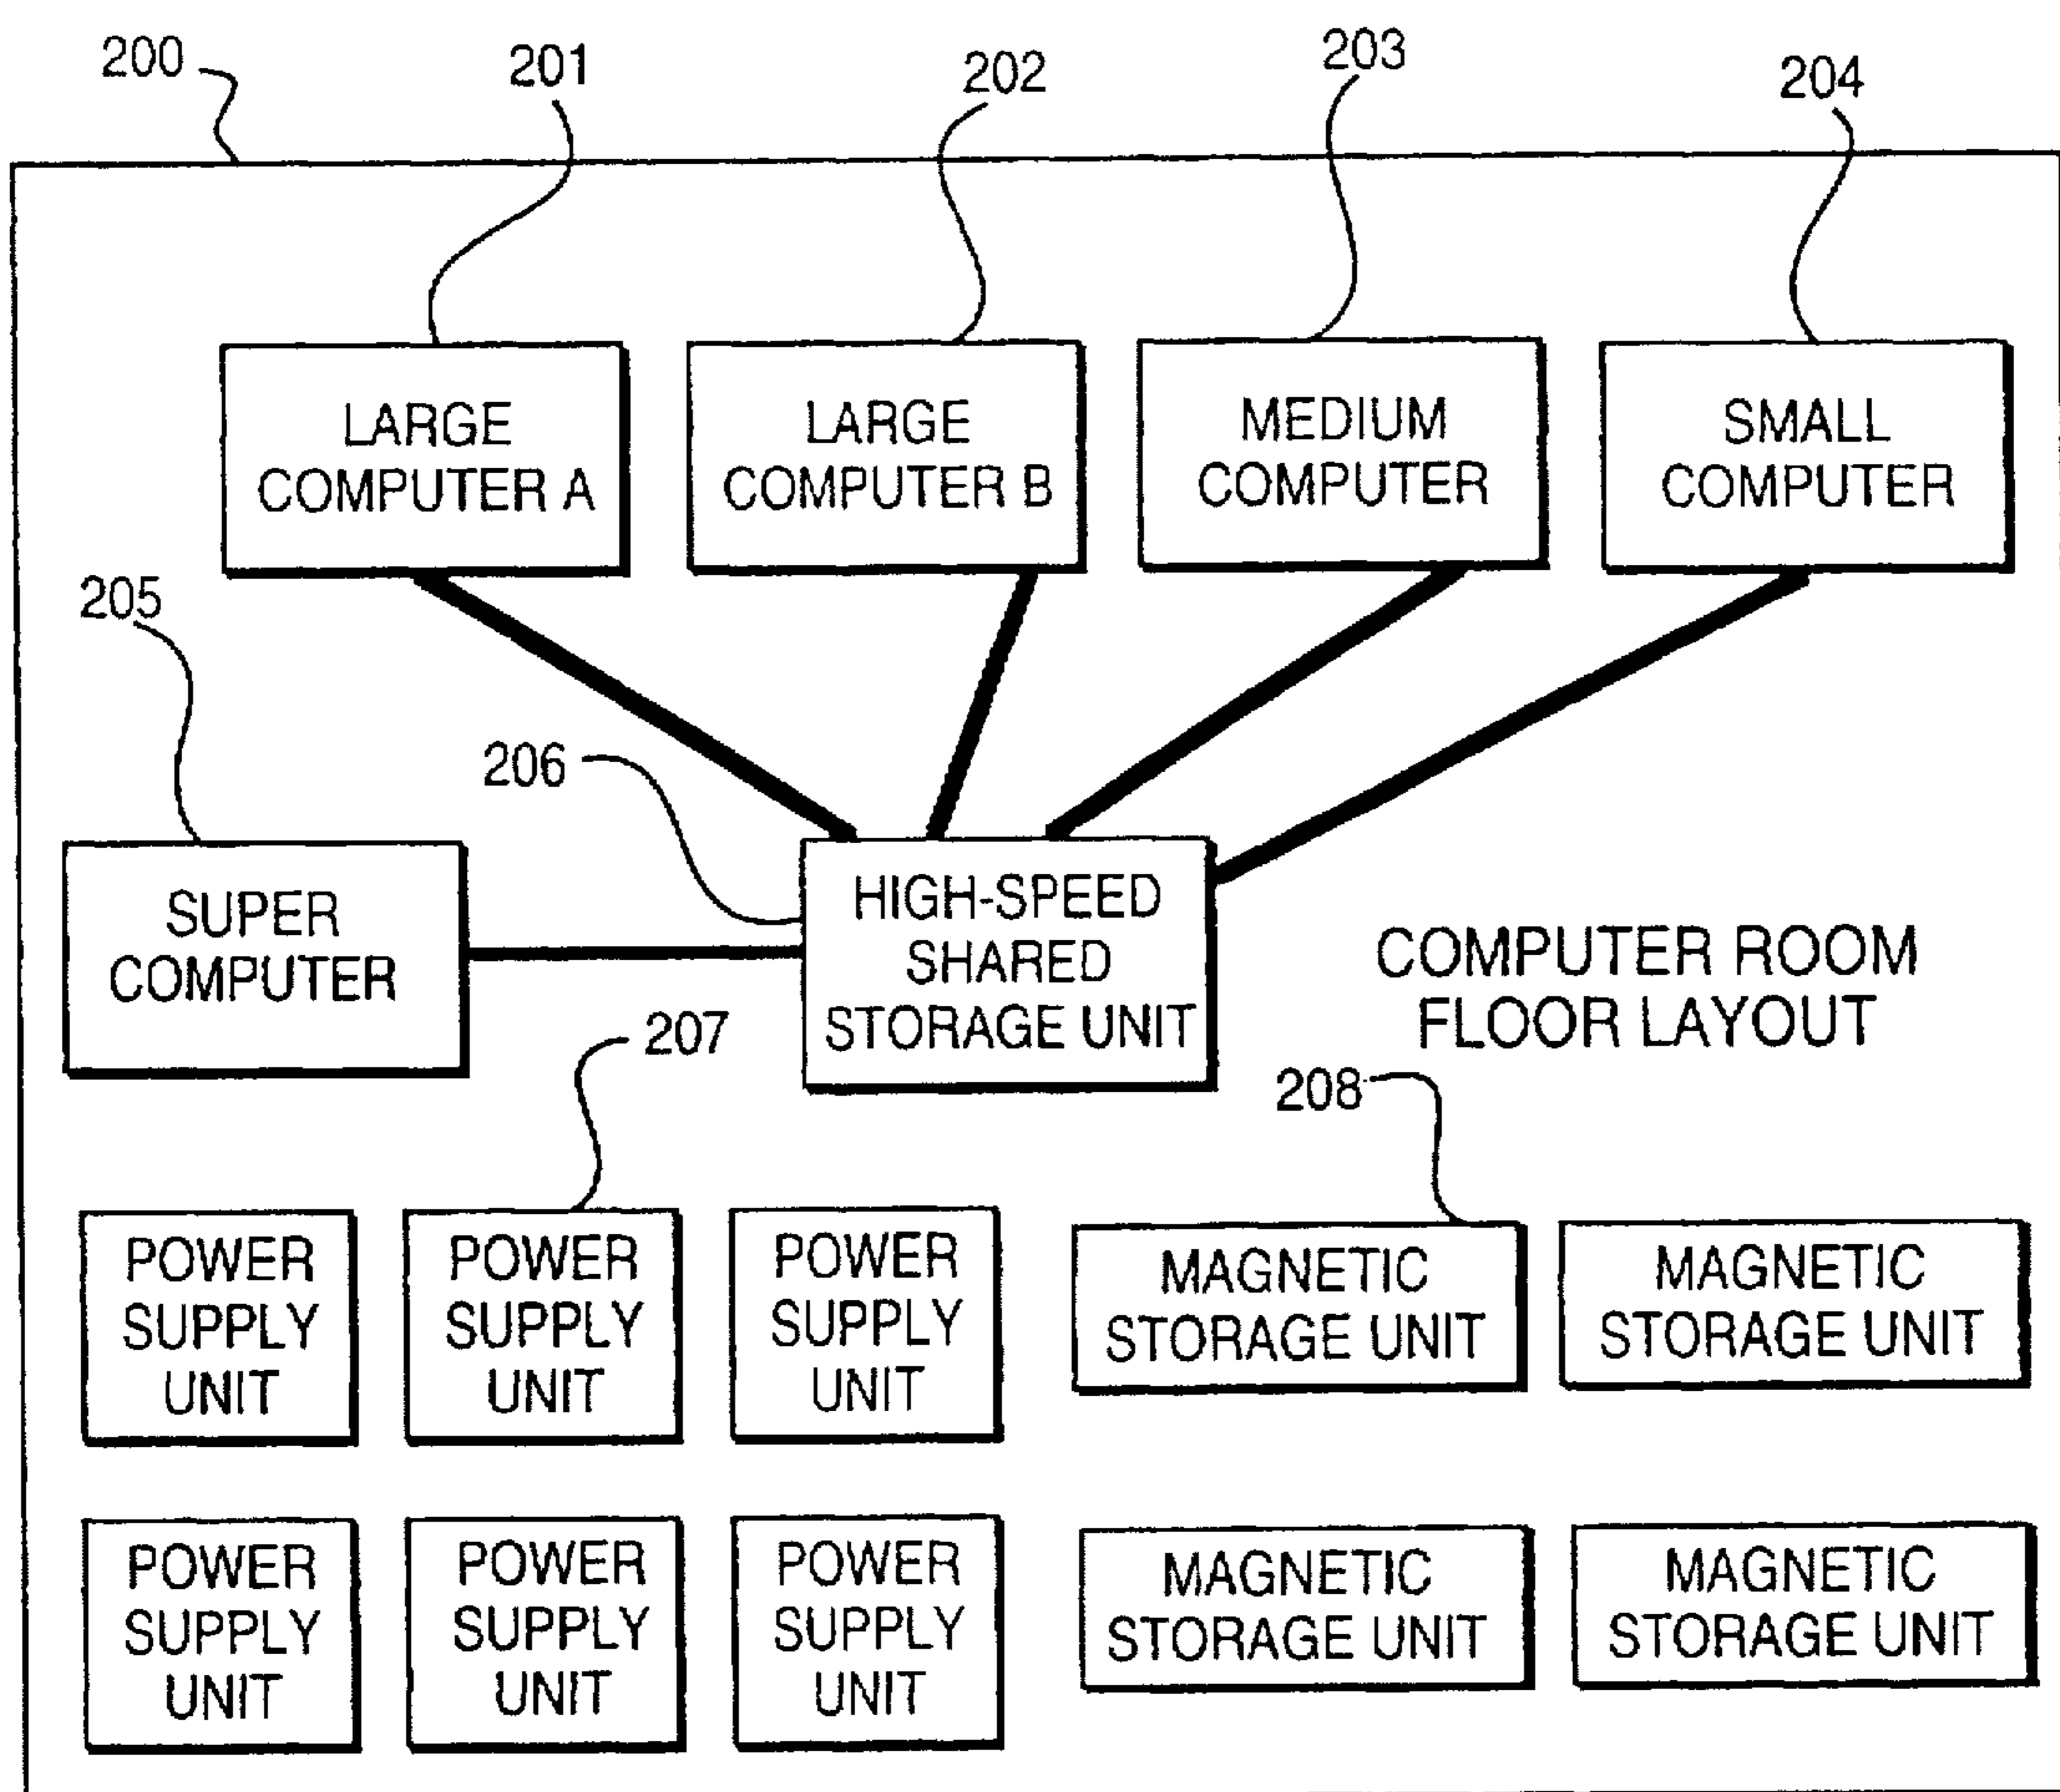 200
201
202
203
204
LARGE
COMPUTER A
LARGE
COMPUTER B
MEDIUM
COMPUTER
SMALL
COMPUTER
205
206
SUPER
COMPUTER
HIGH-SPEED
SHARED
STORAGE UNIT
COMPUTER ROOM
FLOOR LAYOUT
207
208
POWER
SUPPLY
UNIT
POWER
SUPPLY
UNIT
POWER
SUPPLY
UNIT
MAGNETIC
STORAGE UNIT
MAGNETIC
STORAGE UNIT
POWER
SUPPLY
UNIT
POWER
SUPPLY
UNIT
POWER
SUPPLY
UNIT
MAGNETIC
STORAGE UNIT
MAGNETIC
STORAGE UNIT